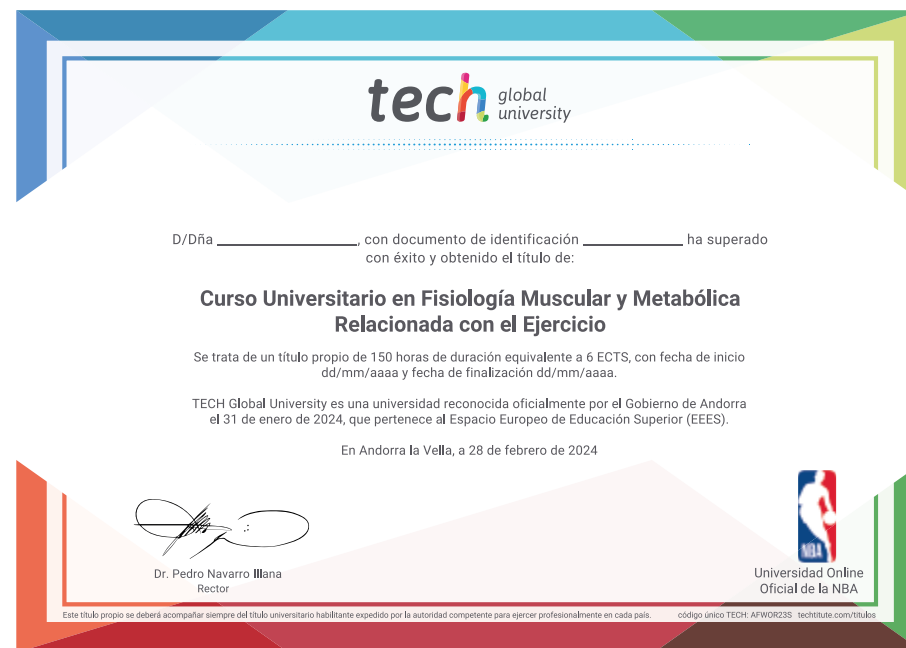 tech global
university
D/Dña ____________________, con documento de identificación ______________ ha superado
con éxito y obtenido el título de:
Curso Universitario en Fisiología Muscular y Metabólica
Relacionada con el Ejercicio
Se trata de un título propio de 150 horas de duración equivalente a 6 ECTS, con fecha de inicio
dd/mm/aaaa y fecha de finalización dd/mm/aaaa.
TECH Global University es una universidad reconocida oficialmente por el Gobierno de Andorra
el 31 de enero de 2024, que pertenece al Espacio Europeo de Educación Superior (EEES).
En Andorra la Vella, a 28 de febrero de 2024
Dr. Pedro Navarro Illana
Rector
NBA
Universidad Online
Oficial de la NBA
Este título propio se deberá acompañar siempre del título universitario habilitante expedido por la autoridad competente para ejercer profesionalmente en cada país. código único TECH: AFWOR23S techtitute.com/titulos